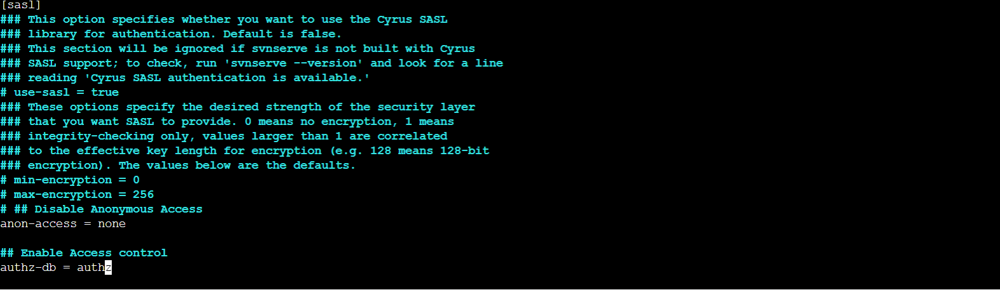 [sasl]
### This option specifies whether you want to use the Cyrus SASL
### library for authentication. Default is false.
### This section will be ignored if svnserve is not built with Cyrus
### SASL support; to check, run 'svnserve --version' and look for a line
### reading 'Cyrus SASL authentication is available.'
# use-sasl = true
### These options specify the desired strength of the security layer
### that you want SASL to provide. 0 means no encryption, 1 means
### integrity-checking only, values larger than 1 are correlated
### to the effective key length for encryption (e.g. 128 means 128-bit
### encryption). The values below are the defaults.
# min-encryption = 0
# max-encryption = 256
# ## Disable Anonymous Access
anon-access = none
## Enable Access control
authz-db = authz